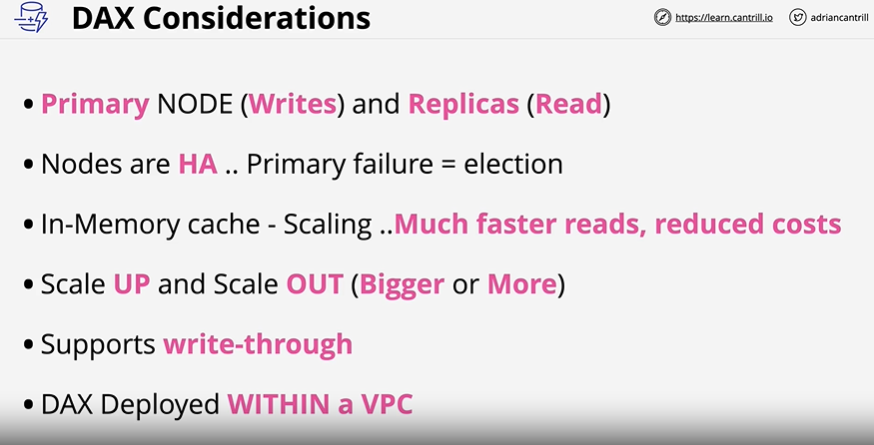 DAX Considerations
https://learn.cantrill.io
adriancantrill
• Primary NODE (Writes) and Replicas (Read)
• Nodes are HA .. Primary failure = election
• In-Memory cache - Scaling ..Much faster reads, reduced costs
• Scale UP and Scale OUT (Bigger or More)
• Supports write-through
• DAX Deployed WITHIN a VPC